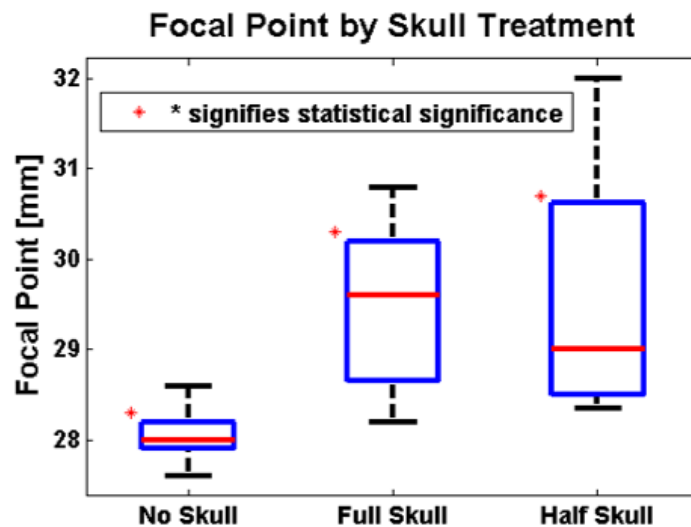 Focal Point by Skull Treatment
* signifies statistical significance
Focal Point [mm]
32
31
30
29
28
No Skull
Full Skull
Half Skull